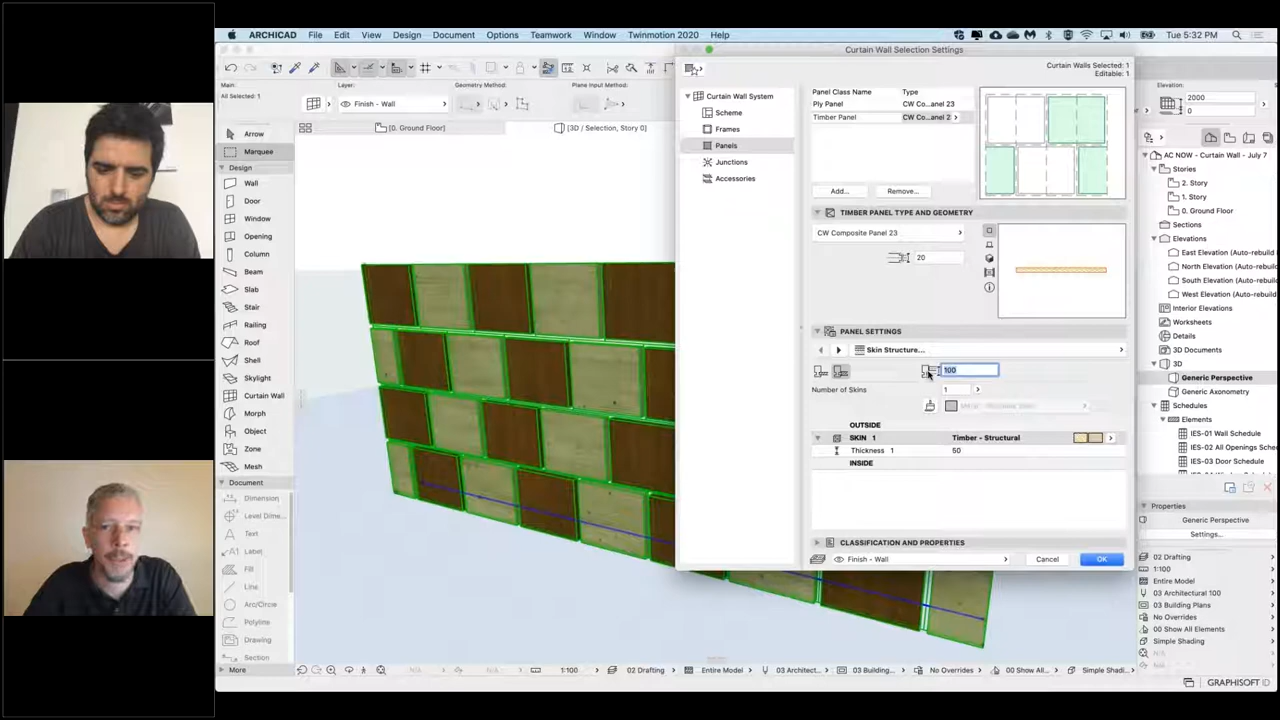 ARCHICAD File Edit View Design Document Options Teamwork Window Twinmotion 2020 Help
Tue 5:32 PM
Curtain Wall Selection Settings
Main:
All Selected: 1
Layer:
Finish - Wall
Geometry Method:
Plane Input Method:
Curtain Walls Selected: 1
Editable: 1
Elevation:
2000
0
[0. Ground Floor]
[3D / Selection, Story 0]
Arrow
Marquee
Design
Wall
Door
Window
Opening
Column
Beam
Slab
Stair
Railing
Roof
Shell
Skylight
Curtain Wall
Morph
Object
Zone
Mesh
Document
Dimension
Level Dime...
Text
Label
Fill
Line
Arc/Circle
Polyline
Drawing
Section
More
Curtain Wall System
Scheme
Frames
Panels
Junctions
Accessories
Panel Class Name Type
Ply Panel CW Co...anel 23
Timber Panel CW Co...anel 2
Add... Remove...
TIMBER PANEL TYPE AND GEOMETRY
CW Composite Panel 23
20
PANEL SETTINGS
Skin Structure...
100
Number of Skins 1
OUTSIDE
SKIN 1 Timber - Structural
Thickness 1 50
INSIDE
CLASSIFICATION AND PROPERTIES
Finish - Wall
Cancel OK
AC NOW - Curtain Wall - July 7
Stories
2. Story
1. Story
0. Ground Floor
Sections
Elevations
East Elevation (Auto-rebuild
North Elevation (Auto-rebuild
South Elevation (Auto-rebuild
West Elevation (Auto-rebuild
Interior Elevations
Worksheets
Details
3D Documents
3D
Generic Perspective
Generic Axonometry
Schedules
Elements
IES-01 Wall Schedule
IES-02 All Openings Sche
IES-03 Door Schedule
Properties
Generic Perspective
Settings...
02 Drafting
1:100
Entire Model
03 Architectural 100
03 Building Plans
No Overrides
00 Show All Elements
Simple Shading
N/A N/A 1:100 02 Drafting Entire Model 03 Architect... 03 Building... No Overrides 00 Show All... Simple Shadi...
GRAPHISOFT ID